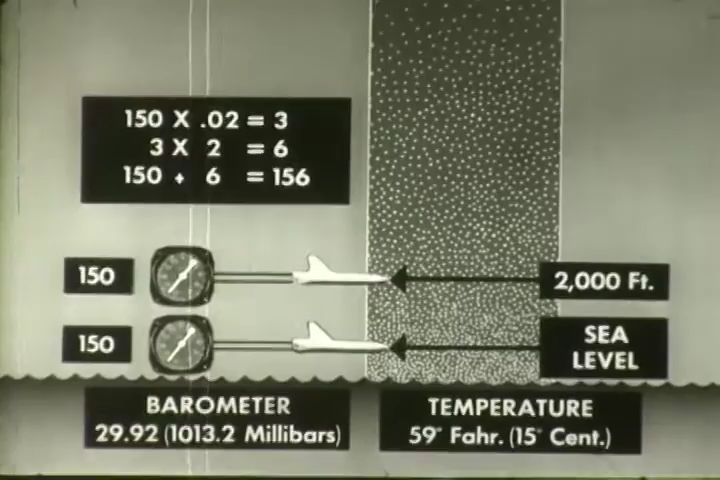 150 X .02 = 3
3 X 2 = 6
150 + 6 = 156
150
2,000 Ft.
150
SEA
LEVEL
BAROMETER
29.92 (1013.2 Millibars)
TEMPERATURE
59° Fahr. (15° Cent.)